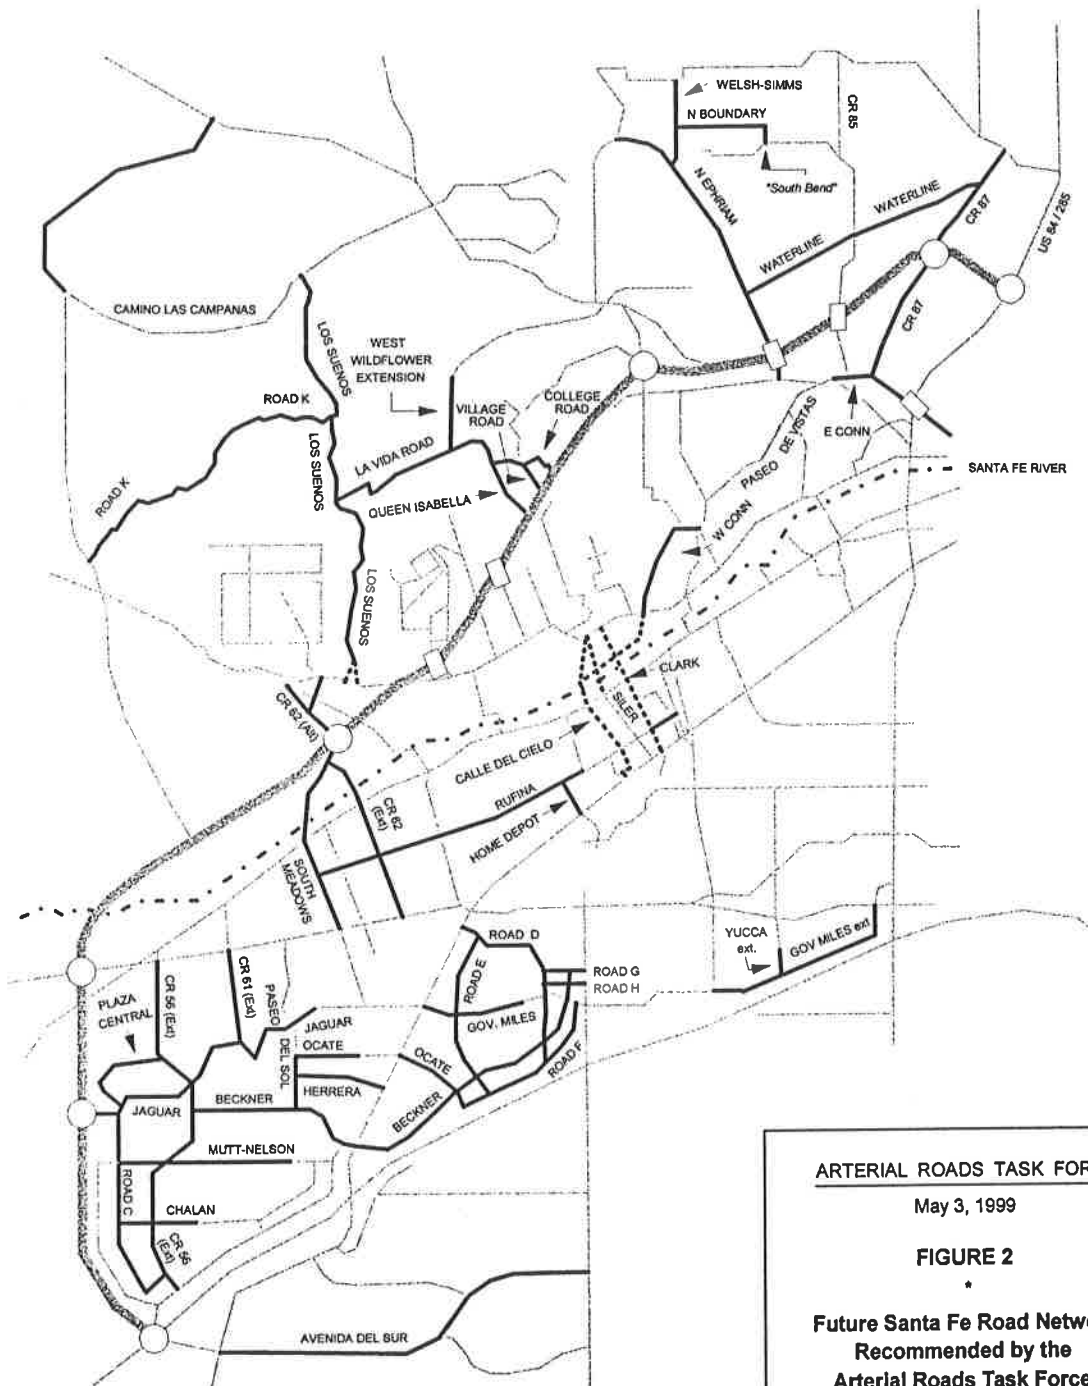 WELSH-SIMMS
N BOUNDARY
CR 85
"South Bend"
N EPHRIAM
WATERLINE
WATERLINE
CR 87
US 84 / 285
CR 87
CAMINO LAS CAMPANAS
LOS SUENOS
WEST
WILDFLOWER
EXTENSION
ROAD K
VILLAGE
ROAD
COLLEGE
ROAD
PASEO DE VISTAS
E CONN
LOS SUENOS
LA VIDA ROAD
SANTA FE RIVER
ROAD K
QUEEN ISABELLA
W CONN
LOS SUENOS
CLARK
SILER
CR 62 (Alt)
CALLE DEL CIELO
RUFINA
CR 62
(Ext)
HOME DEPOT
SOUTH
MEADOWS
YUCCA
ext.
GOV MILES ext
ROAD D
ROAD E
ROAD G
ROAD H
PLAZA
CENTRAL
CR 56 (Ext)
CR 61 (Ext)
PASEO
DEL SOL
JAGUAR
GOV. MILES
OCATE
OCATE
ROAD F
HERRERA
BECKNER
BECKNER
JAGUAR
MUTT-NELSON
ROAD C
CHALAN
CR 56
(Ext)
AVENIDA DEL SUR
ARTERIAL ROADS TASK FOR
May 3, 1999
FIGURE 2
*
Future Santa Fe Road Netw
Recommended by the
Arterial Roads Task Force